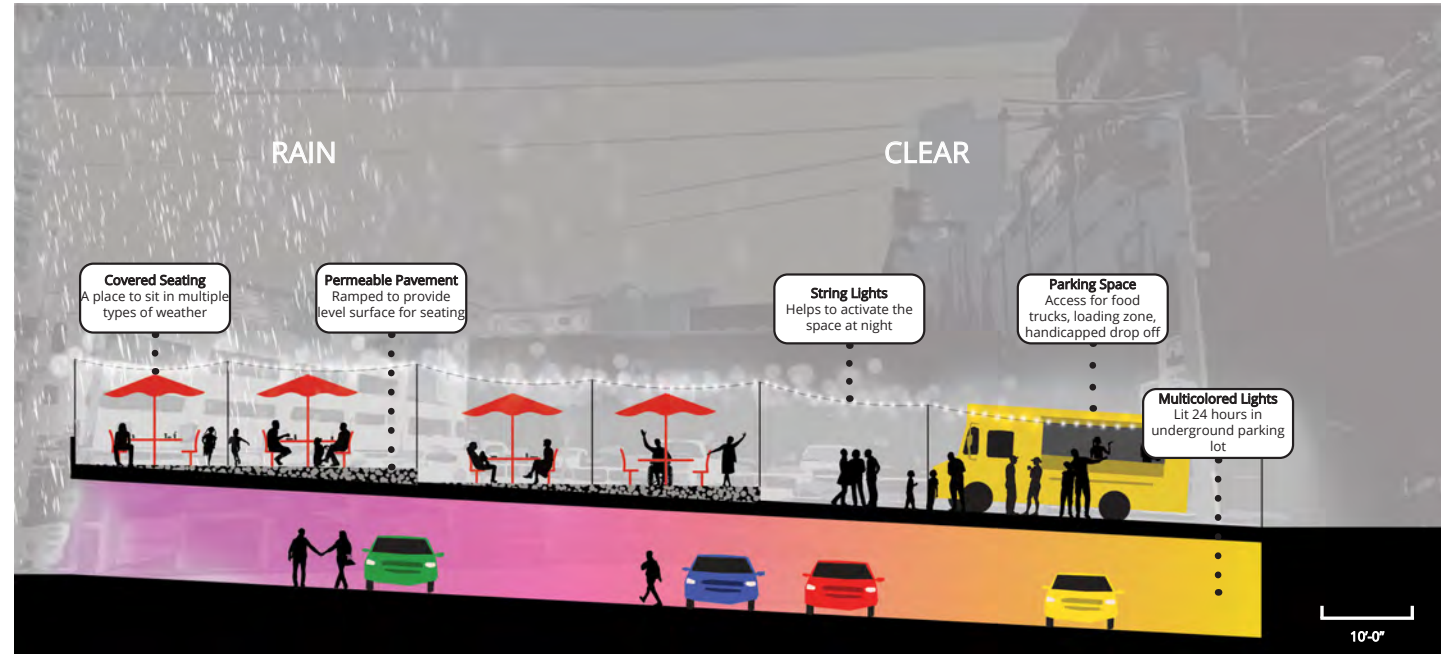 RAIN
CLEAR
Covered Seating
A place to sit in multiple
types of weather
Permeable Pavement
Ramped to provide
level surface for seating
String Lights
Helps to activate the
space at night
Parking Space
Access for food
trucks, loading zone,
handicapped drop off
Multicolored Lights
Lit 24 hours in
underground parking
lot
10'-0"